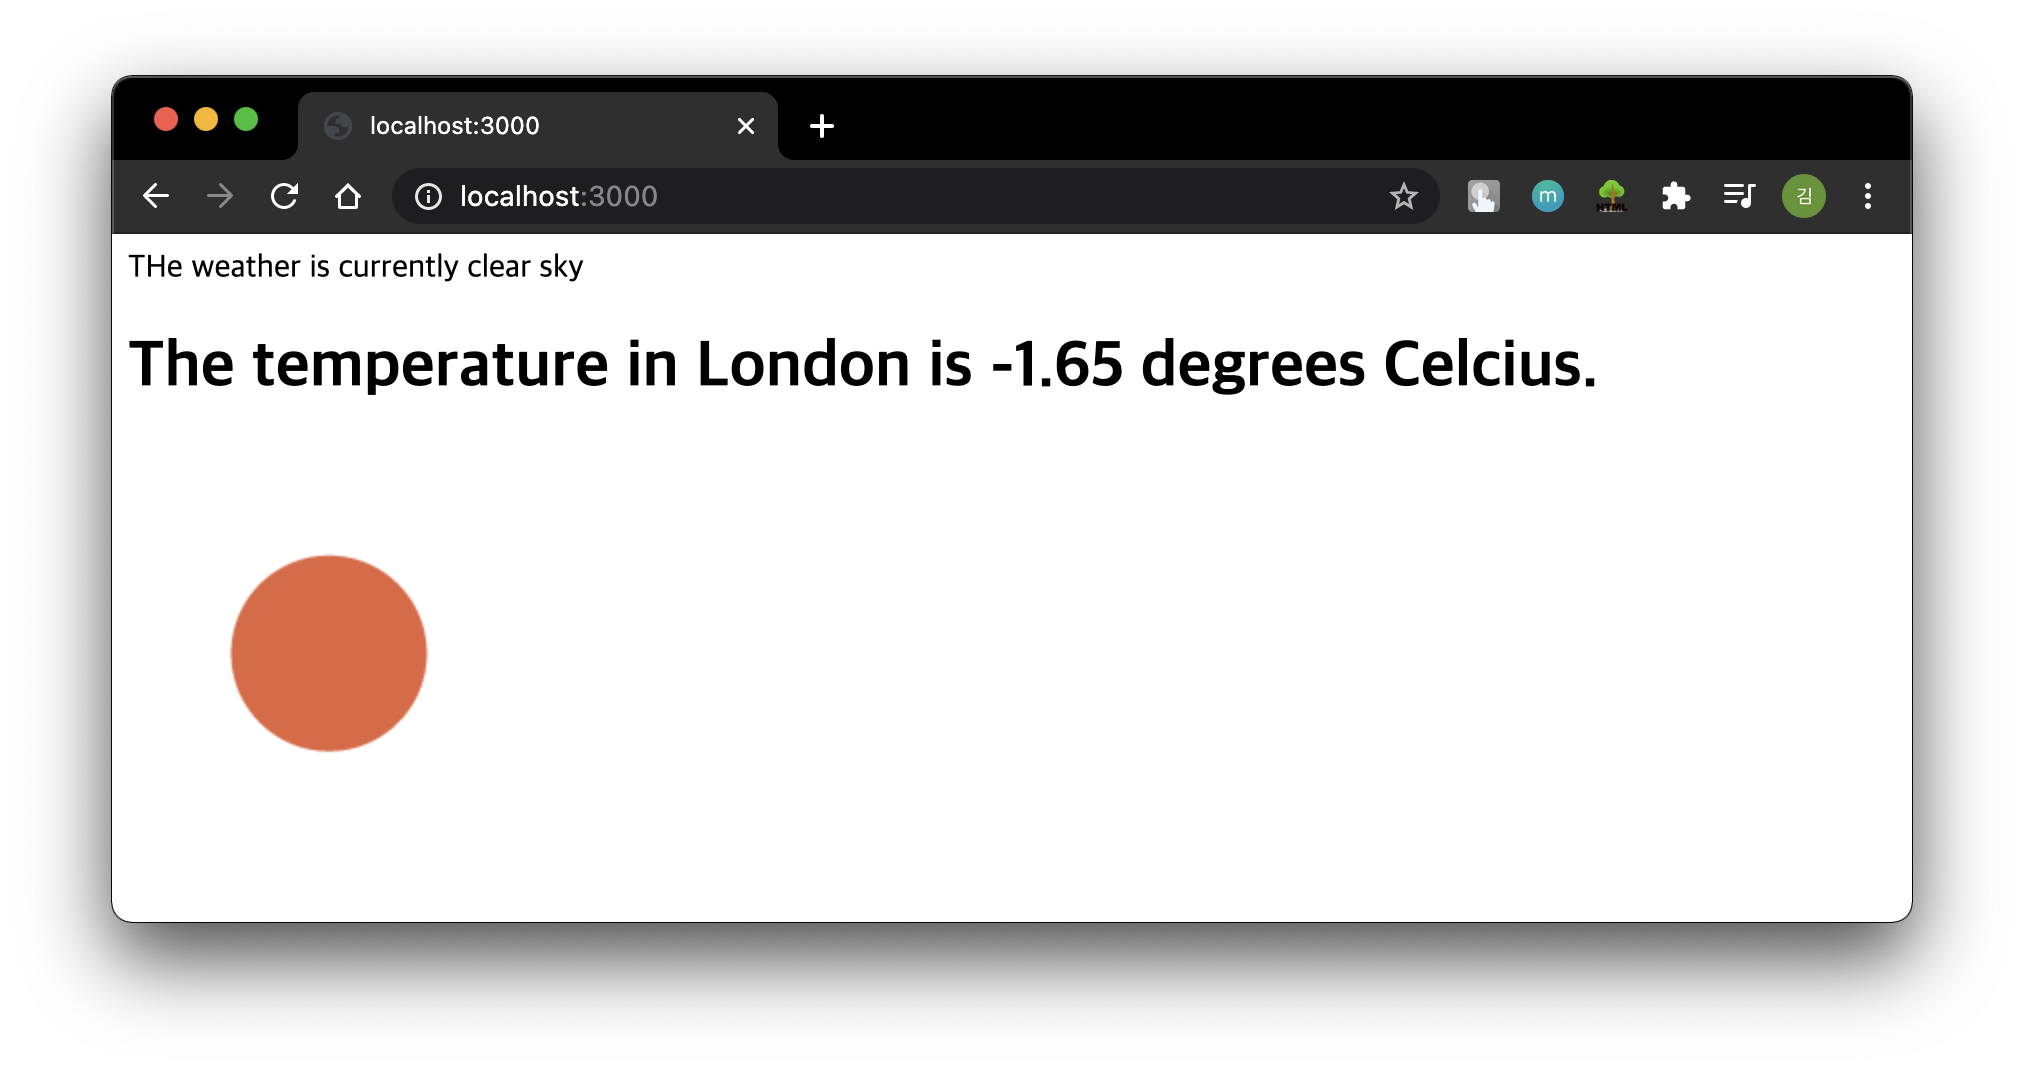 localhost:3000
localhost:3000
m
HTML
김
THe weather is currently clear sky
The temperature in London is -1.65 degrees Celcius.